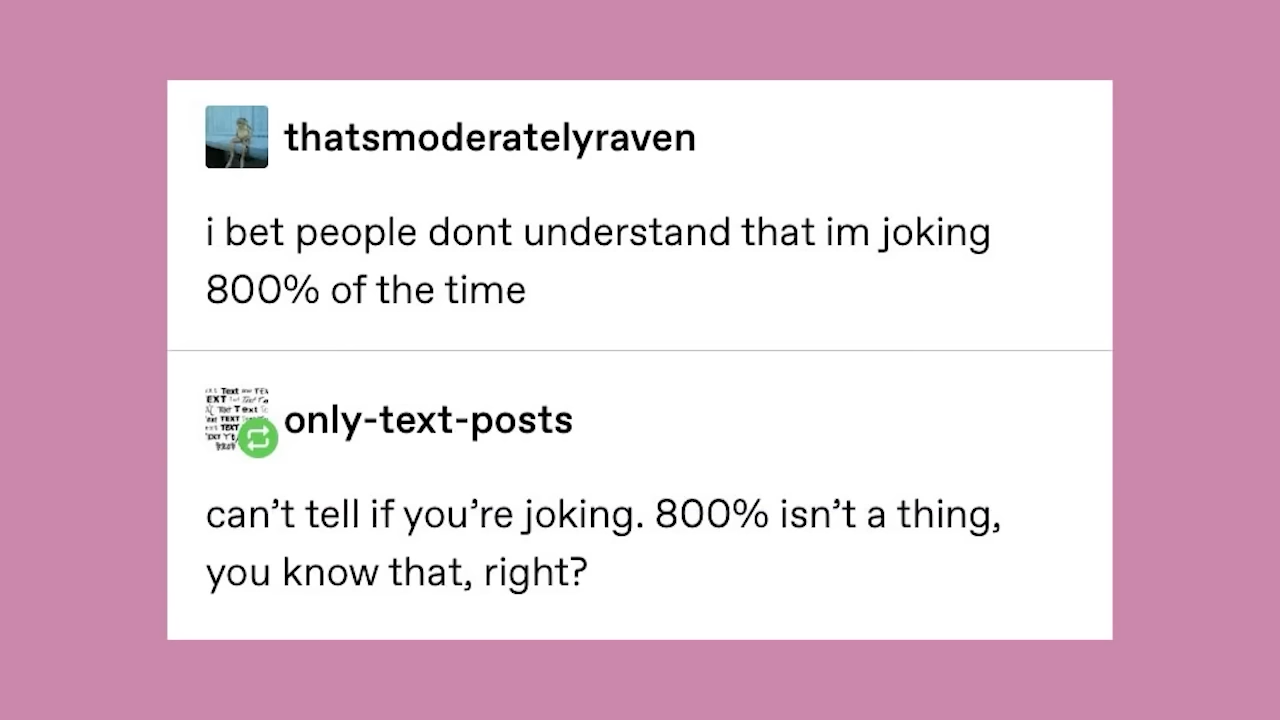 thatsmoderatelyraven
i bet people dont understand that im joking
800% of the time
only-text-posts
can’t tell if you’re joking. 800% isn’t a thing,
you know that, right?